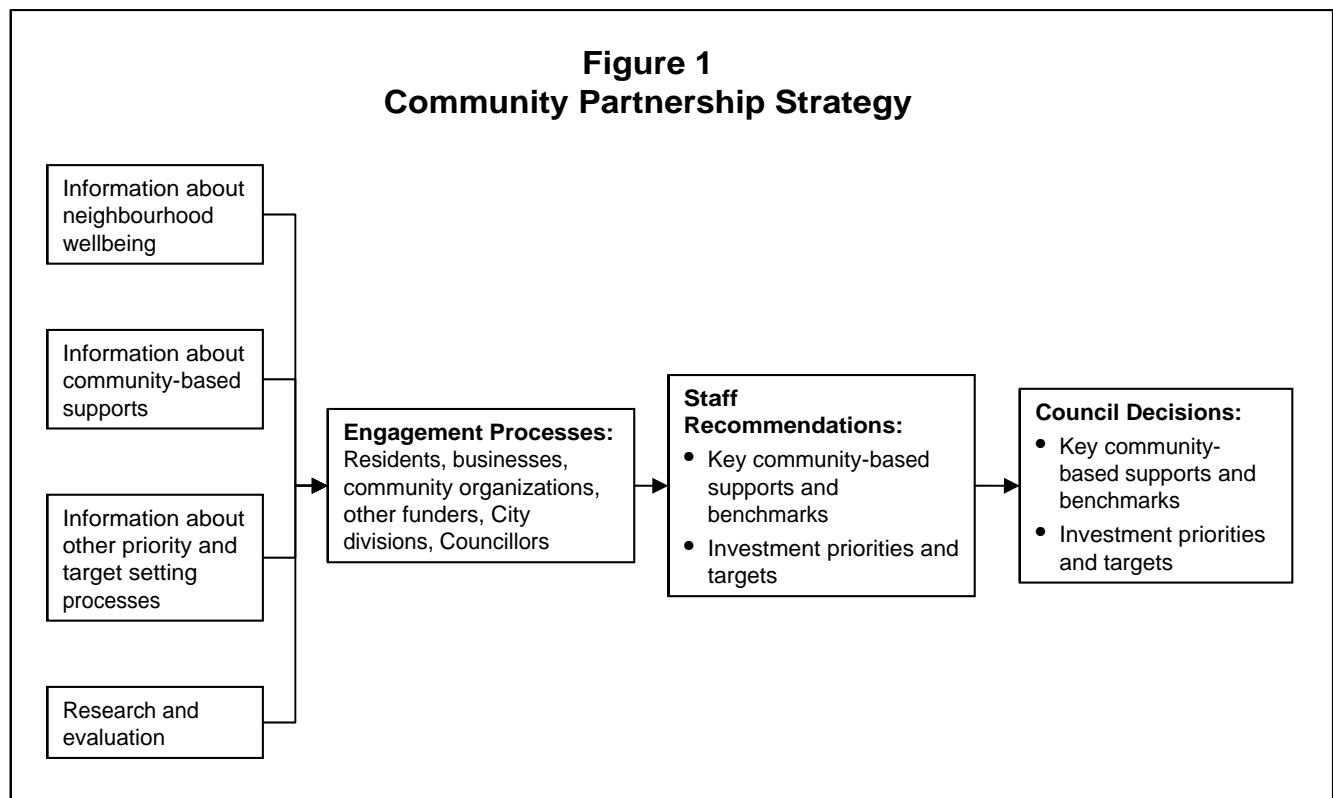 Figure 1
Community Partnership Strategy
Information about
neighbourhood
wellbeing
Information about
community-based
supports
Information about
other priority and
target setting
processes
Research and
evaluation
Engagement Processes:
Residents, businesses,
community organizations,
other funders, City
divisions, Councillors
Staff
Recommendations:
• Key community-based
supports and
benchmarks
• Investment priorities and
targets
Council Decisions:
• Key community-
based supports and
benchmarks
• Investment priorities
and targets